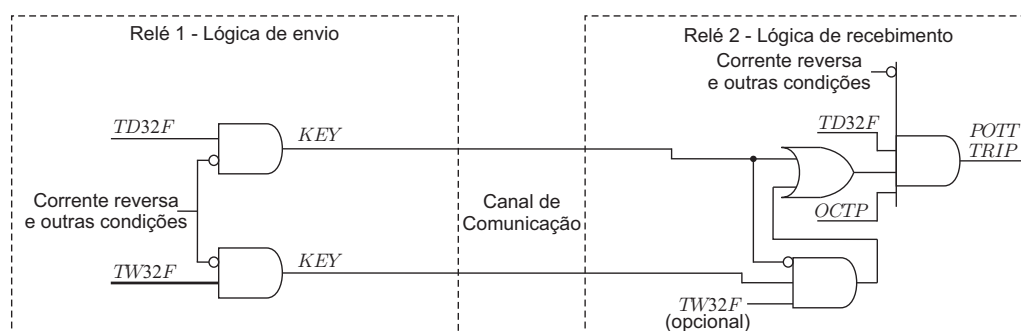 Relé 1 - Lógica de envio
TD32F
KEY
Corrente reversa
e outras condições
TW32F
KEY
Canal de
Comunicação
Relé 2 - Lógica de recebimento
Corrente reversa
e outras condições
TD32F
POTT
TRIP
OCTP
TW32F
(opcional)